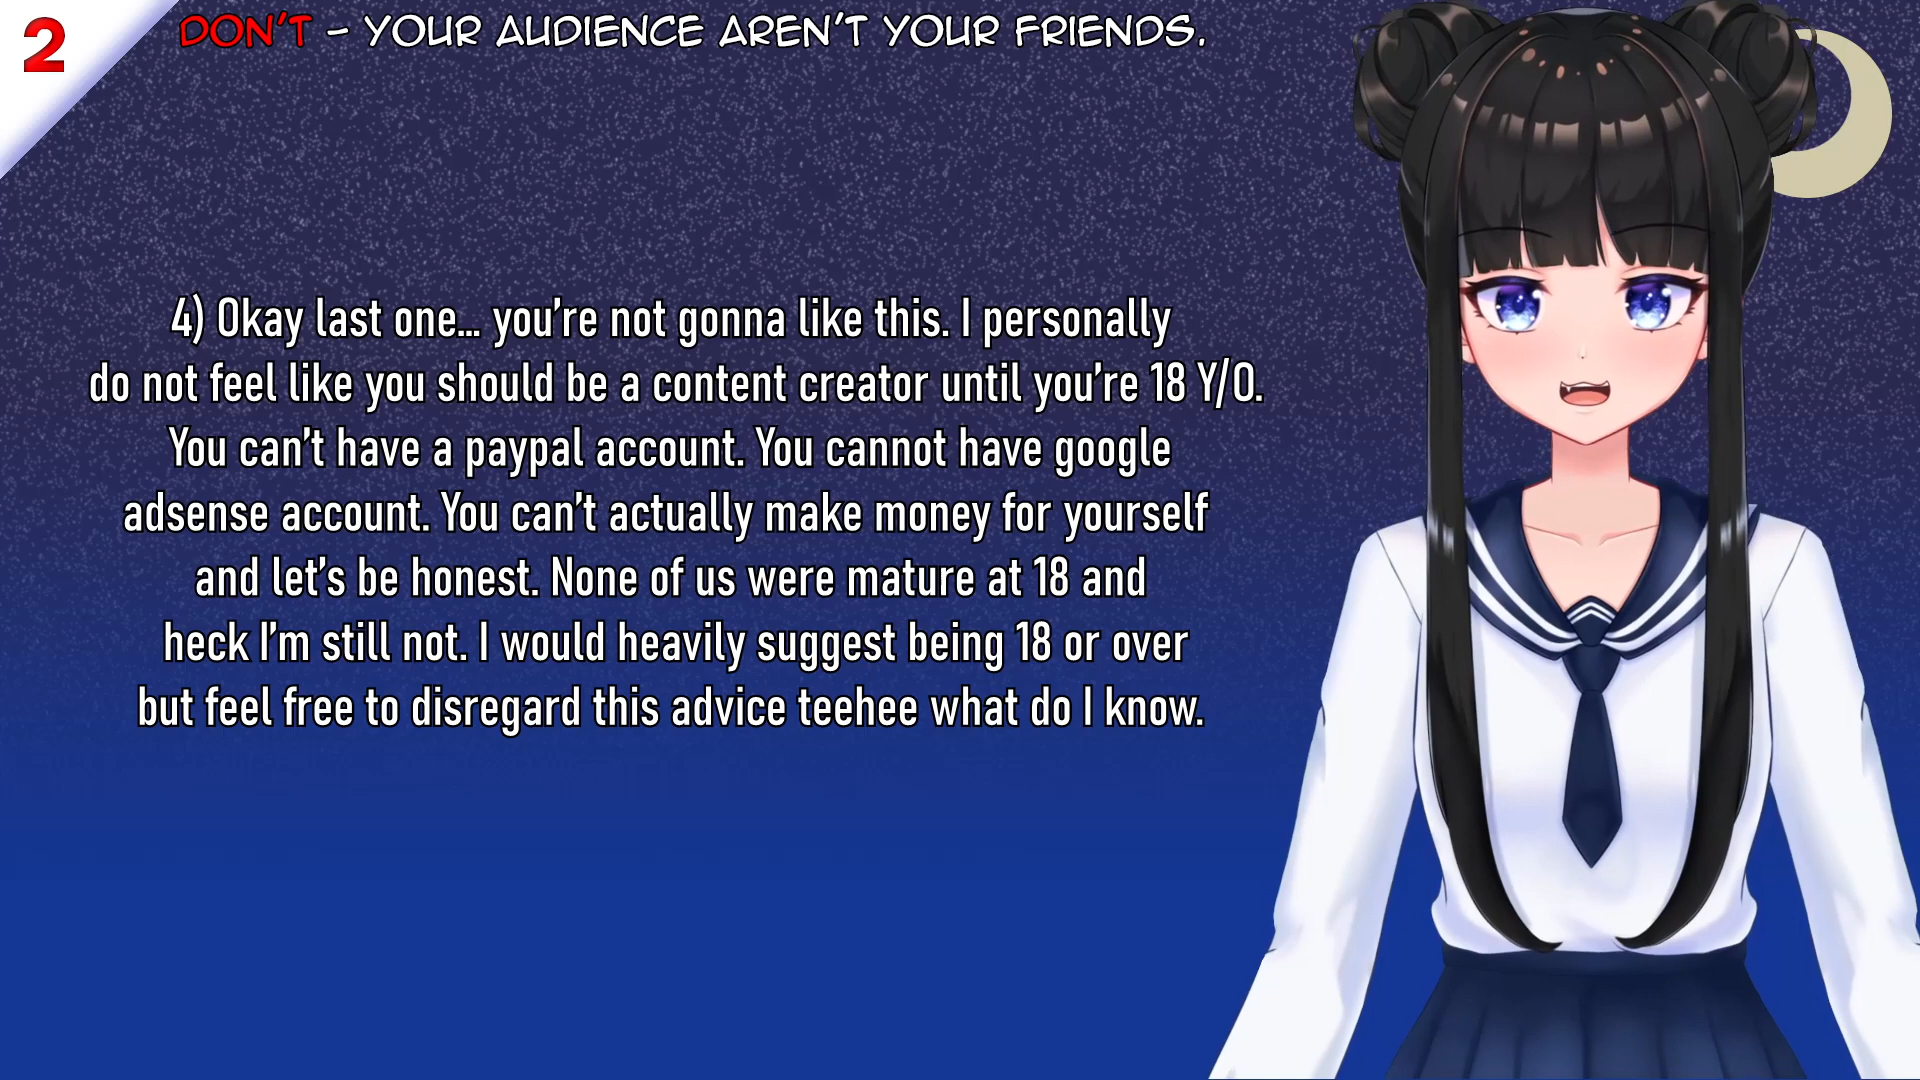 2
DON'T - YOUR AUDIENCE AREN'T YOUR FRIENDS.
4) Okay last one... you're not gonna like this. I personally
do not feel like you should be a content creator until you're 18 Y/O.
You can't have a paypal account. You cannot have google
adsense account. You can't actually make money for yourself
and let's be honest. None of us were mature at 18 and
heck I'm still not. I would heavily suggest being 18 or over
but feel free to disregard this advice teehee what do I know.